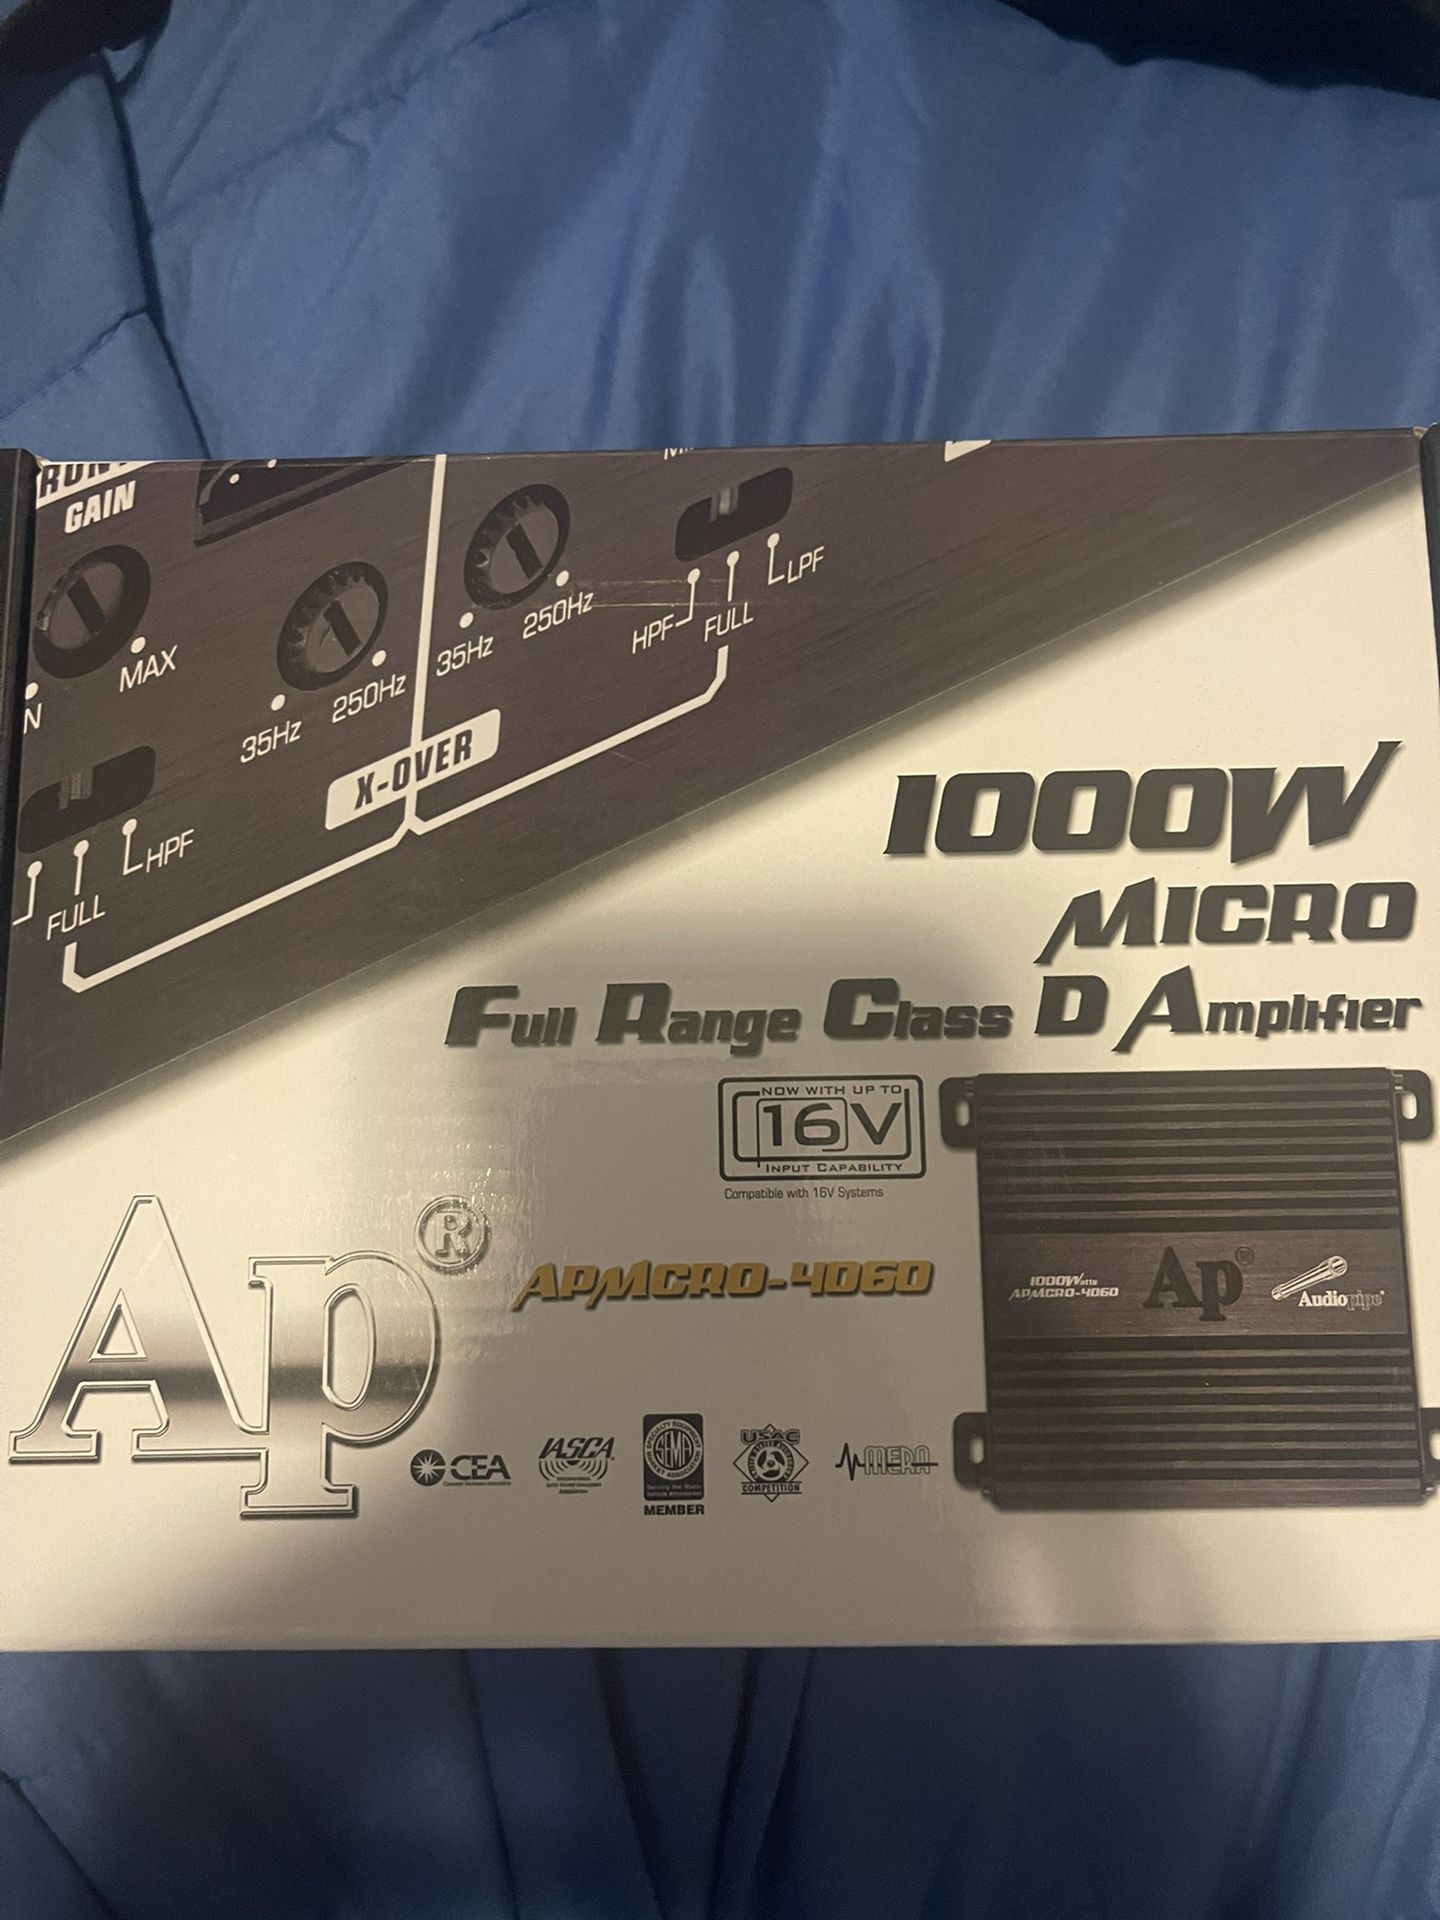 GAIN
MAX
35Hz
250Hz
35Hz
250Hz
HPF
FULL
LPF
X-OVER
FULL
HPF
1000W
MICRO
Full Range Class D Amplifier
NOW WITH UP TO
16V
INPUT CAPABILITY
Compatible with 16V Systems
Ap®
APMCRO-4060
1000Watts
APMCRO-4060
Ap
Audiopipe®
CEA
IASCA
SEMA
MEMBER
USAC
COMPETITION
MERA